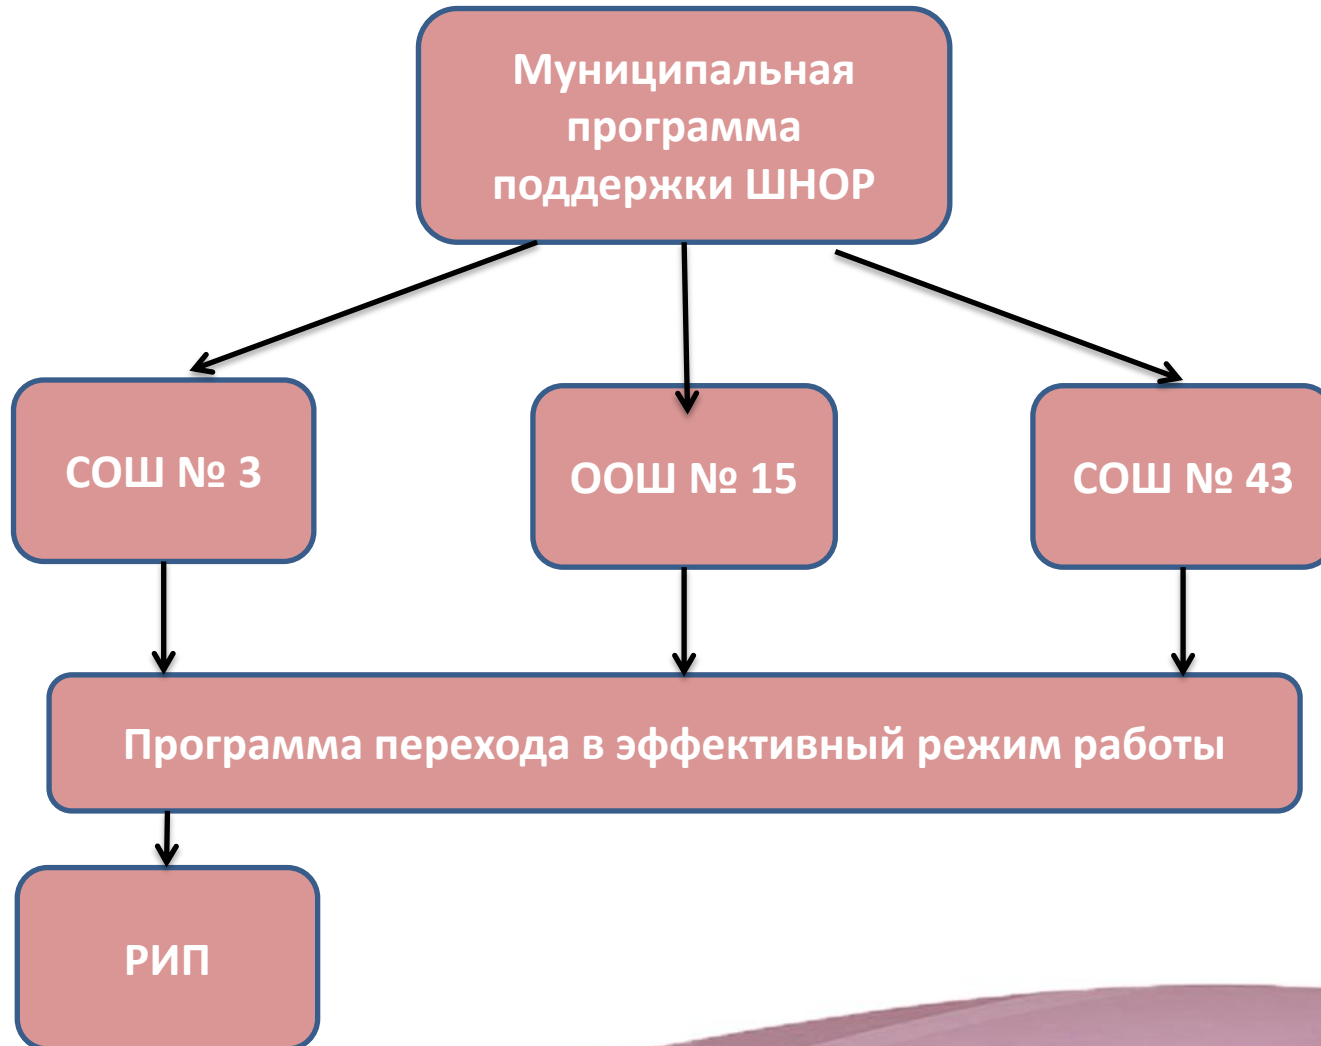 Муниципальная
программа
поддержки ШНОР
СОШ № 3
ООШ № 15
СОШ № 43
Программа перехода в эффективный режим работы
РИП